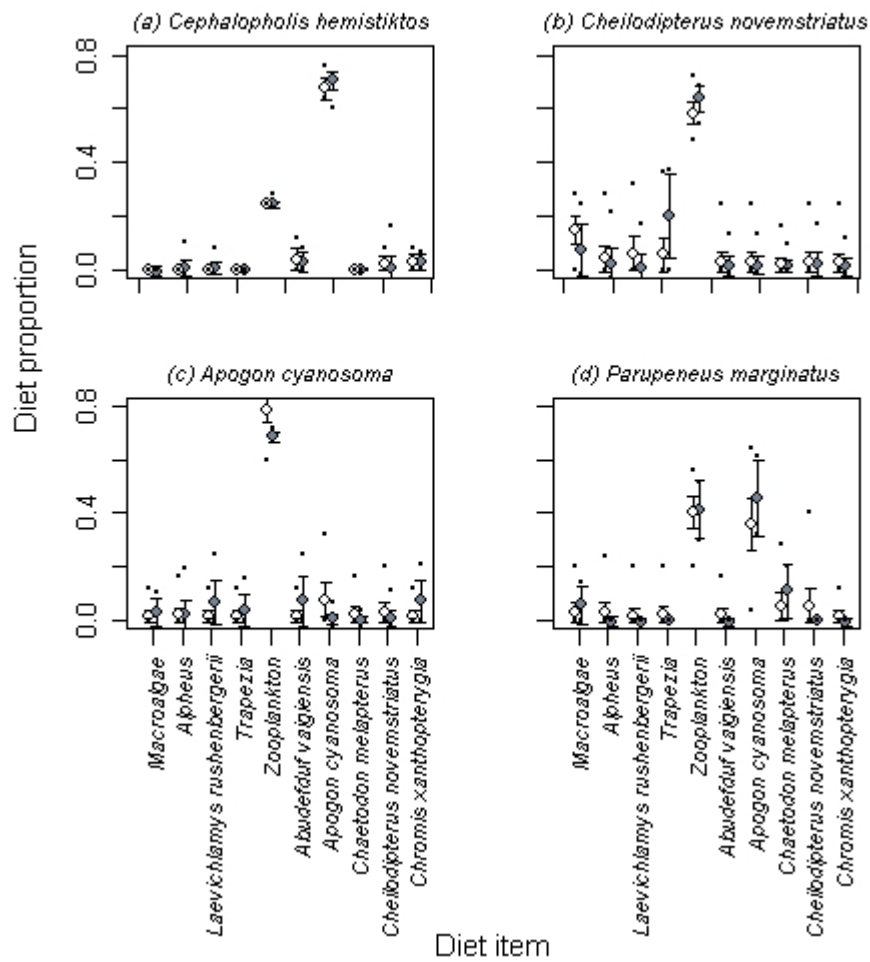 (a) Cephalopholis hemistiktos
(b) Cheilodipterus novemstriatus
0.8
0.4
0.0
(c) Apogon cyanosoma
(d) Parupeneus marginatus
0.8
0.4
0.0
Diet proportion
Macroalgae
Alpheus
Laevichlamys rushenbergerii
Trapezia
Zooplankton
Abudefduf vaigiensis
Apogon cyanosoma
Chaetodon melapterus
Cheilodipterus novemstriatus
Chromis xanthopterygia
Macroalgae
Alpheus
Laevichlamys rushenbergerii
Trapezia
Zooplankton
Abudefduf vaigiensis
Apogon cyanosoma
Chaetodon melapterus
Cheilodipterus novemstriatus
Chromis xanthopterygia
Diet item